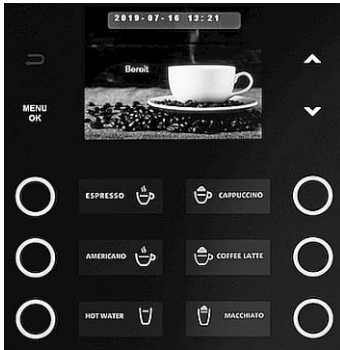 2019-07-16 13:21
Bereit
MENU
OK
ESPRESSO
CAPPUCCINO
AMERICANO
COFFEE LATTE
HOT WATER
MACCHIATO